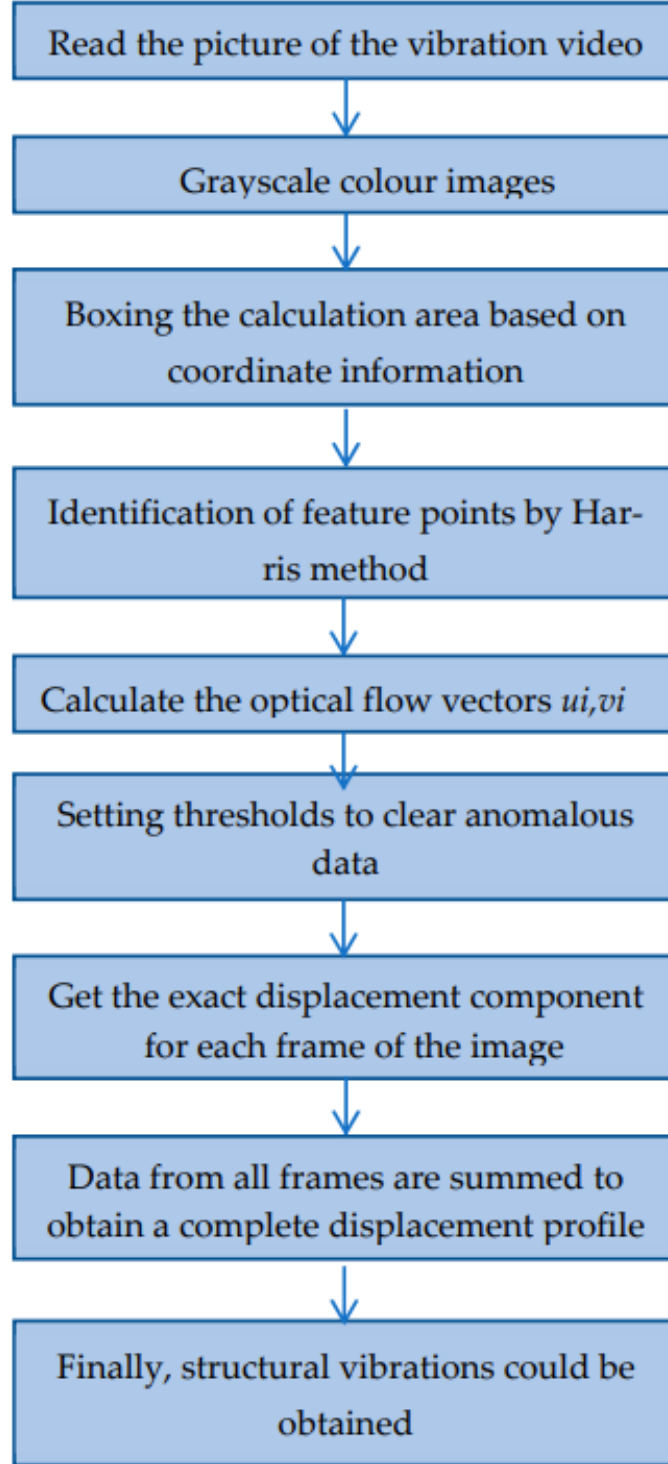 Read the picture of the vibration video
Grayscale colour images
Boxing the calculation area based on
coordinate information
Identification of feature points by Har-
ris method
Calculate the optical flow vectors ui,vi
Setting thresholds to clear anomalous
data
Get the exact displacement component
for each frame of the image
Data from all frames are summed to
obtain a complete displacement profile
Finally, structural vibrations could be
obtained